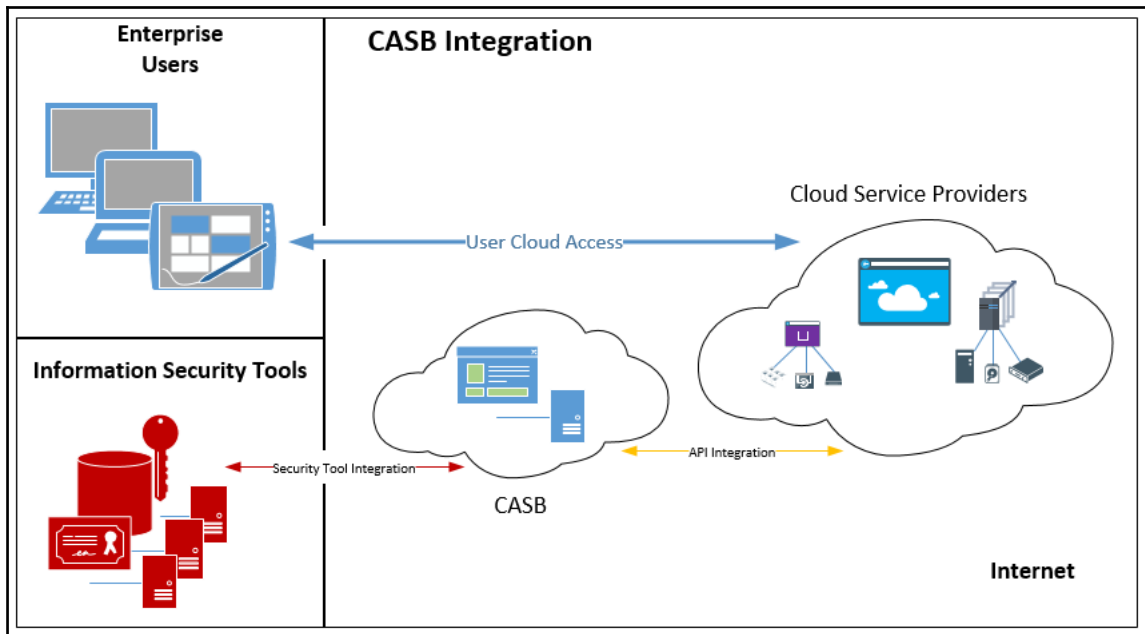 Enterprise
Users
CASB Integration
Cloud Service Providers
User Cloud Access
Information Security Tools
Security Tool Integration
API Integration
CASB
Internet